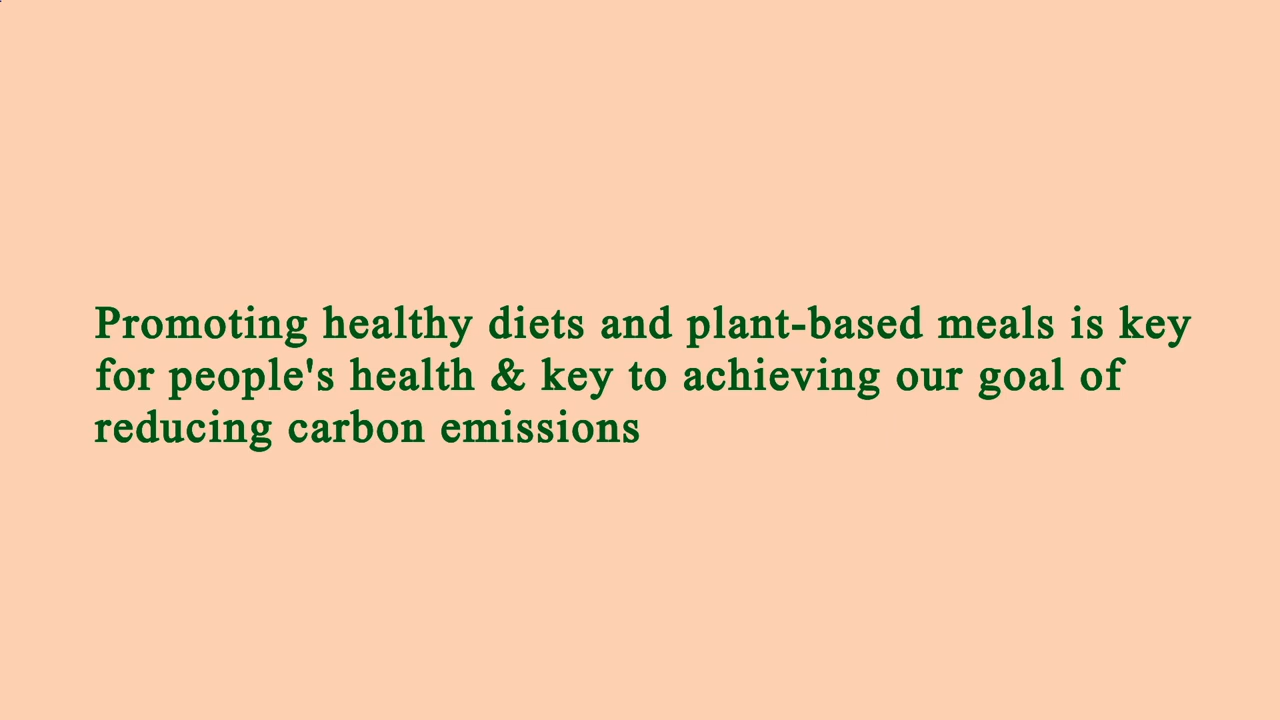 Promoting healthy diets and plant-based meals is key
for people's health & key to achieving our goal of
reducing carbon emissions